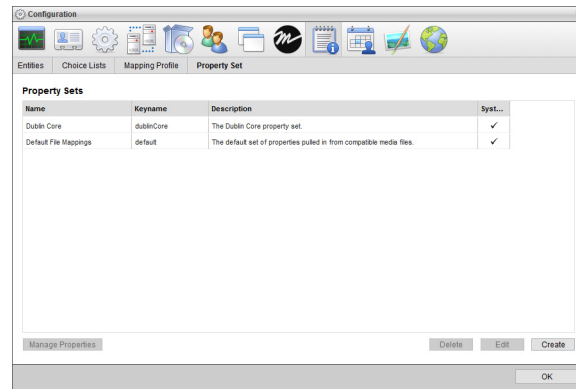 Configuration
Entities Choice Lists Mapping Profile Property Set
Property Sets
Name Keyname Description Syst...
Dublin Core dublinCore The Dublin Core property set. ✓
Default File Mappings default The default set of properties pulled in from compatible media files. ✓
Manage Properties Delete Edit Create
OK